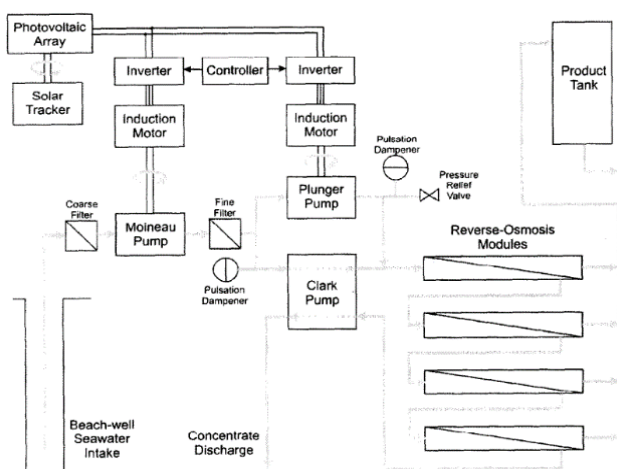 Photovoltaic
Array
Solar
Tracker
Inverter
Controller
Inverter
Induction
Motor
Induction
Motor
Product
Tank
Pulsation
Dampener
Pressure
Relief
Valve
Plunger
Pump
Coarse
Filter
Moineau
Pump
Fine
Filter
Pulsation
Dampener
Clark
Pump
Reverse-Osmosis
Modules
Beach-well
Seawater
Intake
Concentrate
Discharge